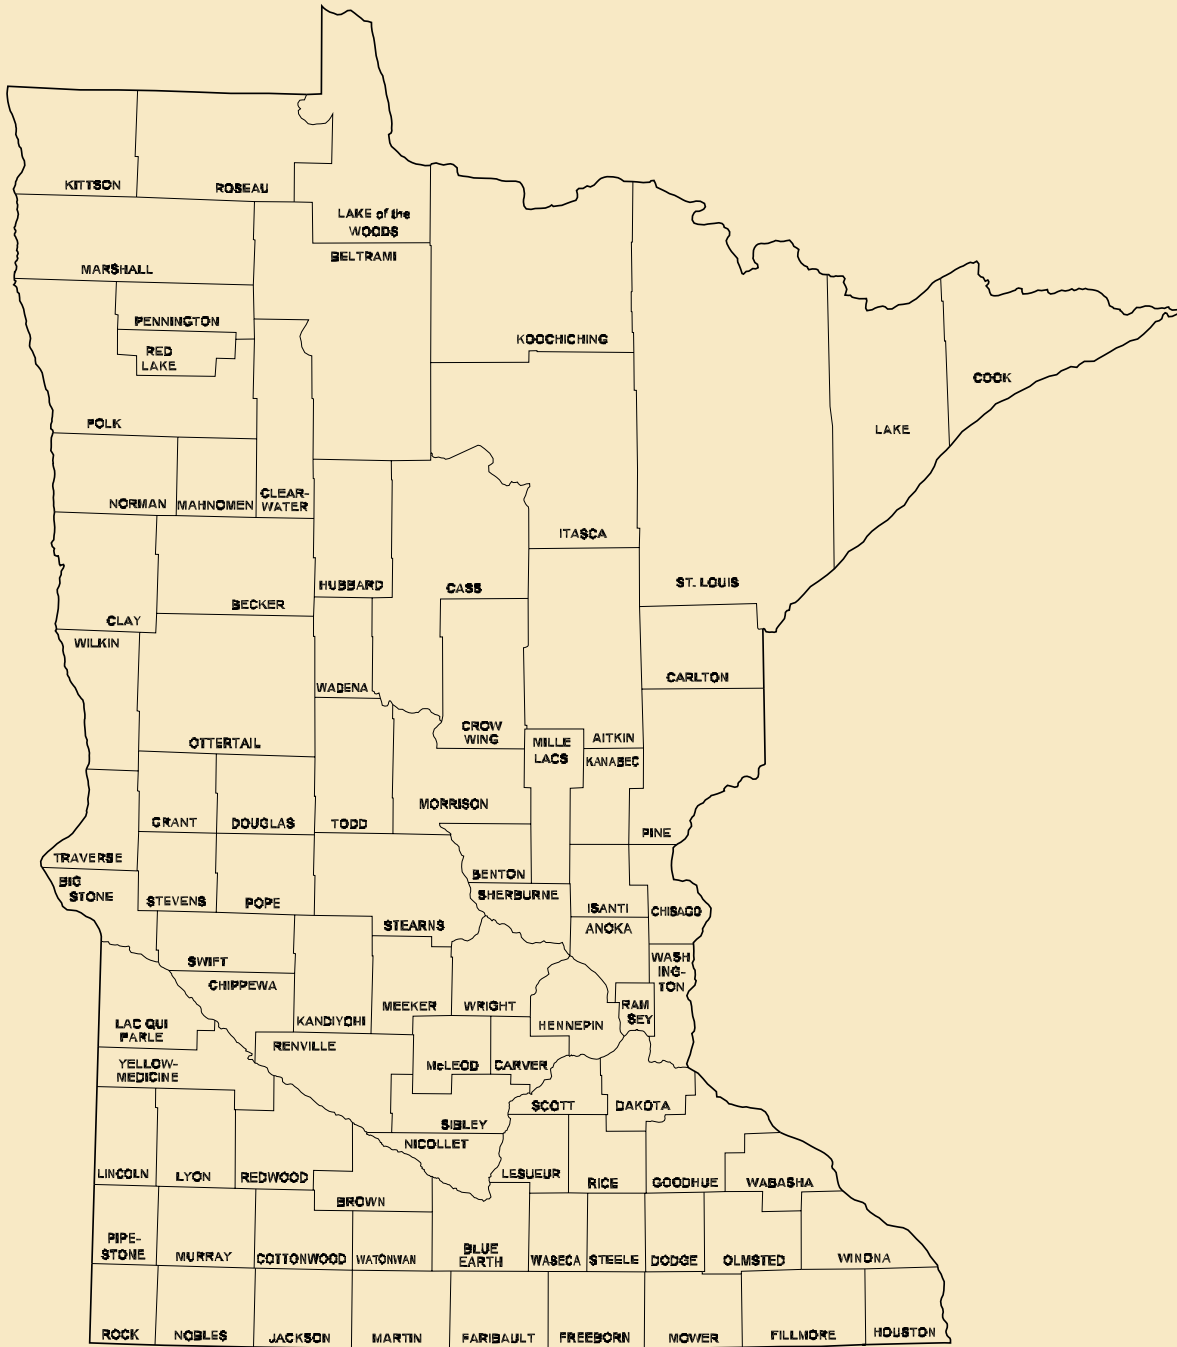 KITTSON
ROSEAU
LAKE of the
WOODS
BELTRAMI
MARSHALL
PENNINGTON
RED
LAKE
KOOCHICHING
COOK
LAKE
POLK
NORMAN
MAHNOMEN
CLEAR-
WATER
ITASCA
ST. LOUIS
HUBBARD
CASS
BECKER
CLAY
WILKIN
CARLTON
WADENA
CROW
WING
AITKIN
OTTERTAIL
MILLE
LACS
KANABEC
MORRISON
GRANT
DOUGLAS
TODD
PINE
TRAVERSE
BENTON
BIG
STONE
STEVENS
POPE
SHERBURNE
ISANTI
CHISAGO
STEARNS
ANOKA
SWIFT
WASH
ING-
TON
CHIPPEWA
MEEKER
WRIGHT
RAM
SEY
KANDIYOHI
HENNEPIN
LAC QUI
PARLE
RENVILLE
YELLOW-
MEDICINE
McLEOD
CARVER
SCOTT
DAKOTA
SIBLEY
NICOLLET
LINCOLN
LYON
REDWOOD
LESUEUR
RICE
GOODHUE
WABASHA
BROWN
PIPE-
STONE
MURRAY
COTTONWOOD
WATONWAN
BLUE
EARTH
WASECA
STEELE
DODGE
OLMSTED
WINONA
ROCK
NOBLES
JACKSON
MARTIN
FARIBAULT
FREEBORN
MOWER
FILLMORE
HOUSTON